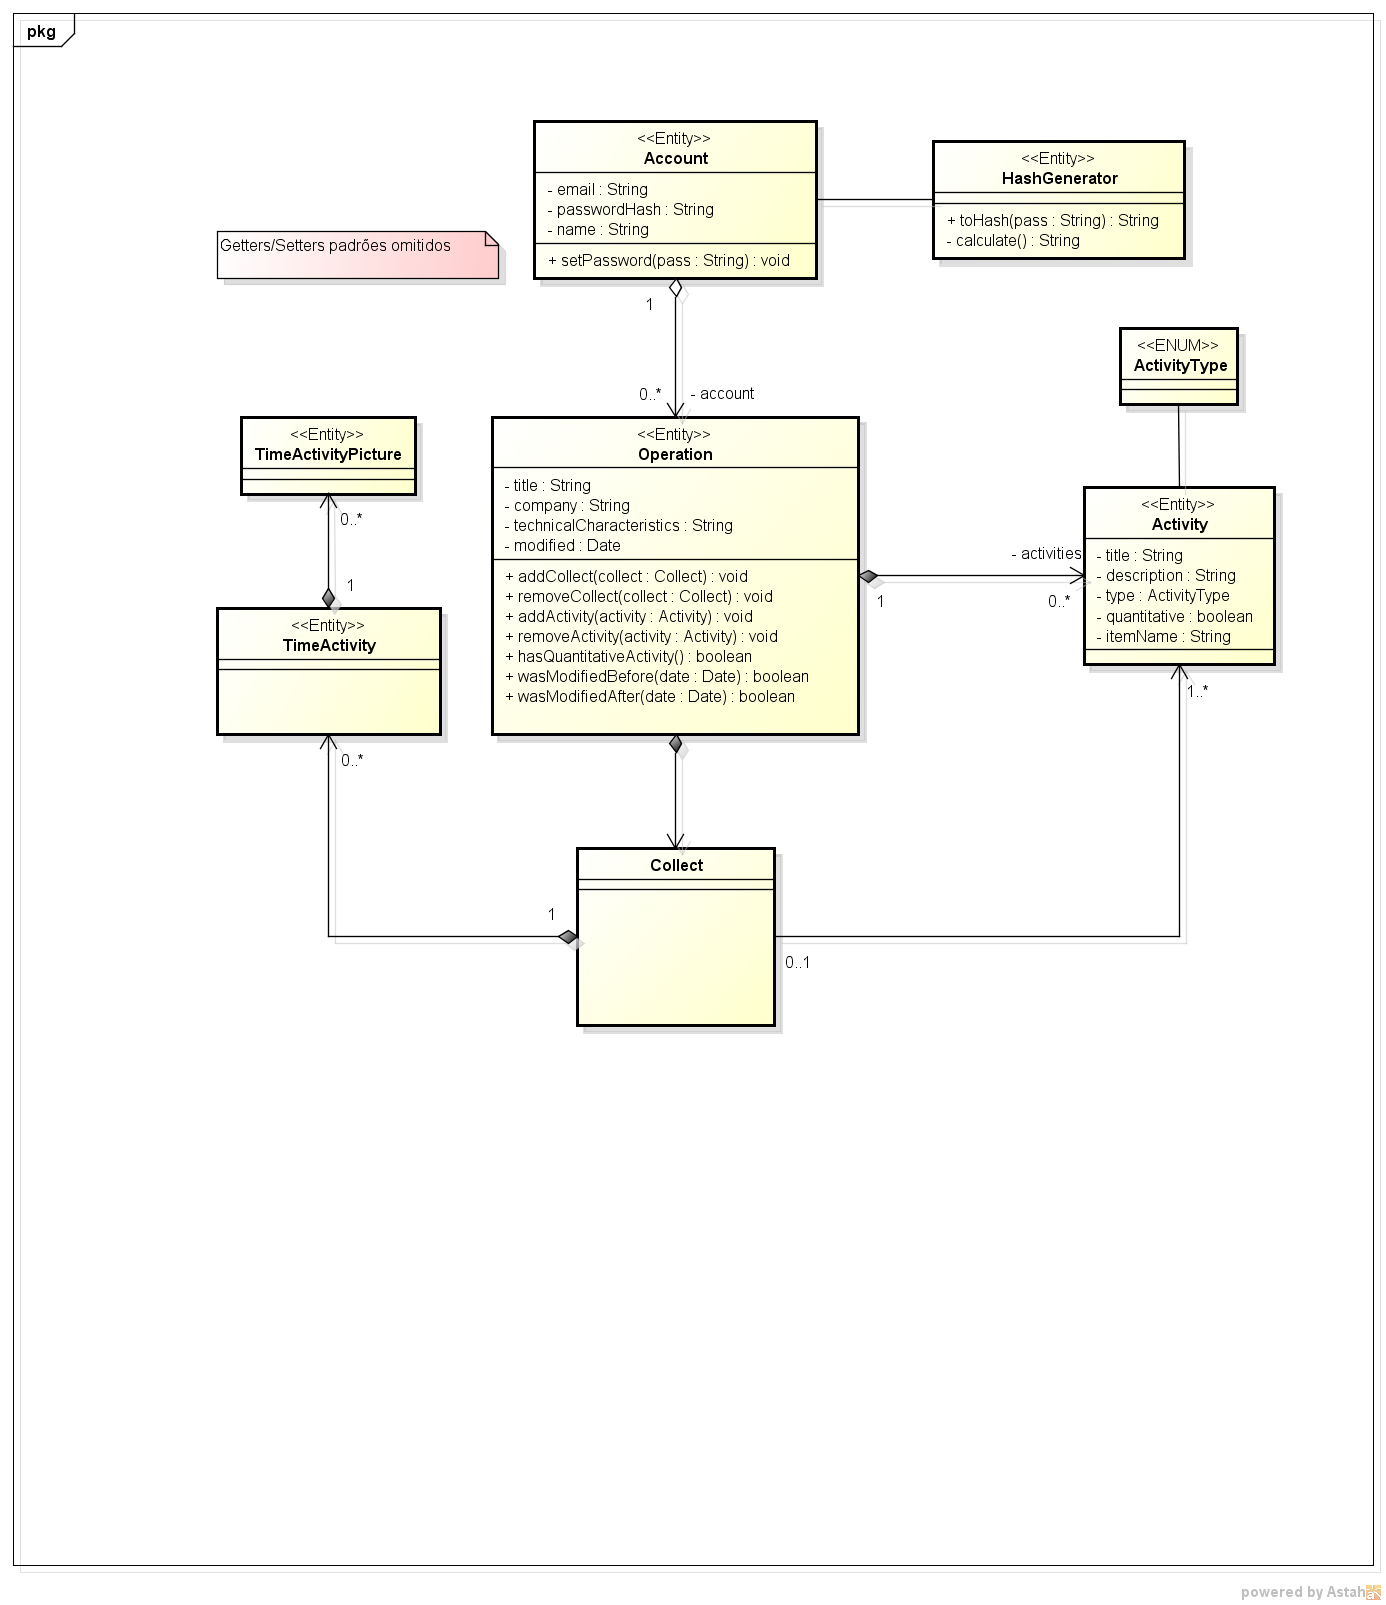 pkg
<<Entity>>
Account
- email : String
- passwordHash : String
- name : String
+ setPassword(pass : String) : void
<<Entity>>
HashGenerator
+ toHash(pass : String) : String
- calculate() : String
Getters/Setters padrões omitidos
1
0..*
- account
<<ENUM>>
ActivityType
<<Entity>>
TimeActivityPicture
0..*
1
<<Entity>>
TimeActivity
0..*
<<Entity>>
Operation
- title : String
- company : String
- technicalCharacteristics : String
- modified : Date
+ addCollect(collect : Collect) : void
+ removeCollect(collect : Collect) : void
+ addActivity(activity : Activity) : void
+ removeActivity(activity : Activity) : void
+ hasQuantitativeActivity() : boolean
+ wasModifiedBefore(date : Date) : boolean
+ wasModifiedAfter(date : Date) : boolean
- activities
1
0..*
<<Entity>>
Activity
- title : String
- description : String
- type : ActivityType
- quantitative : boolean
- itemName : String
1..*
Collect
1
0..1
powered by Astah